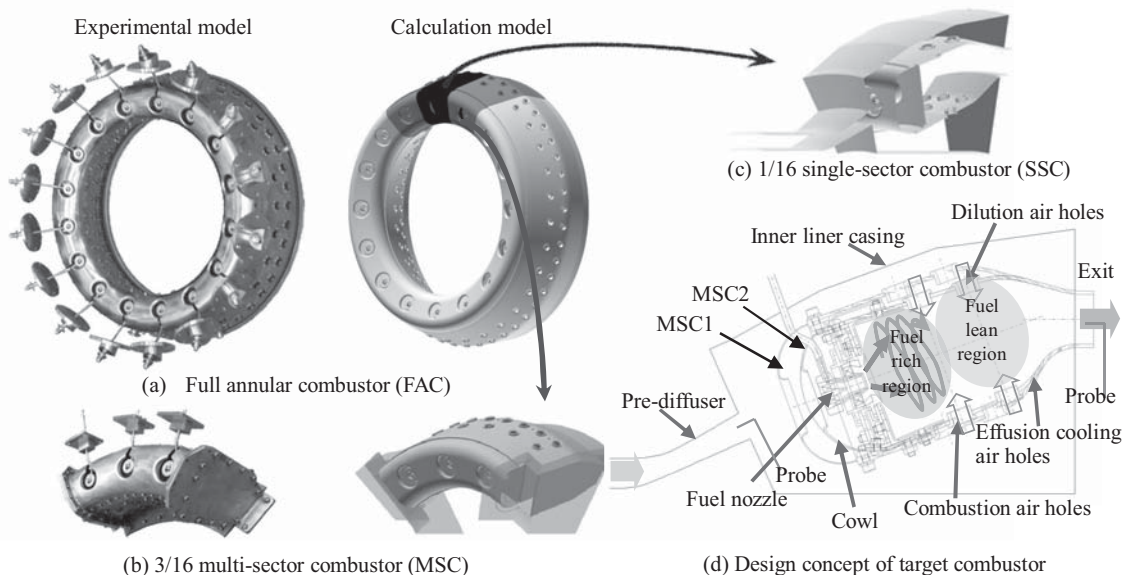 Experimental model
Calculation model
(a) Full annular combustor (FAC)
(b) 3/16 multi-sector combustor (MSC)
(c) 1/16 single-sector combustor (SSC)
Dilution air holes
Inner liner casing
Exit
MSC2
MSC1
Fuel
lean
region
Fuel
rich
region
Pre-diffuser
Probe
Effusion cooling
air holes
Probe
Fuel nozzle
Combustion air holes
Cowl
(d) Design concept of target combustor